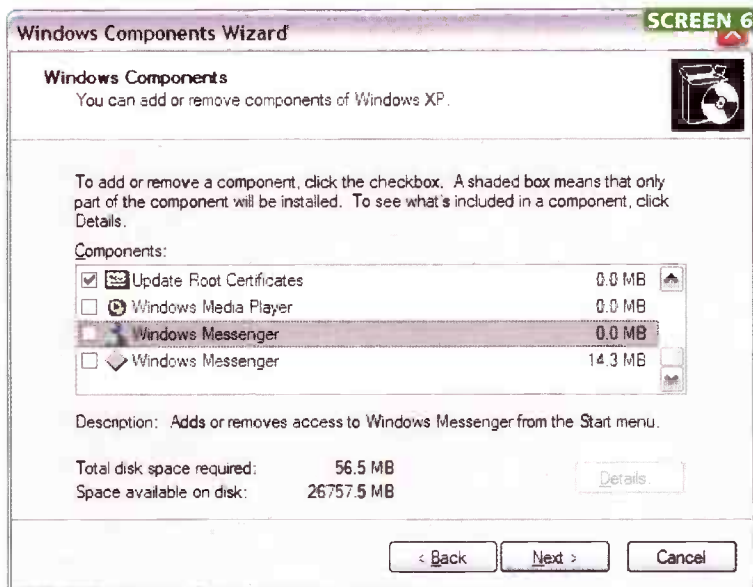 SCREEN 6
Windows Components Wizard
Windows Components
You can add or remove components of Windows XP.
To add or remove a component, click the checkbox. A shaded box means that only
part of the component will be installed. To see what's included in a component, click
Details.
Components:
Update Root Certificates 0.0 MB
Windows Media Player 0.0 MB
Windows Messenger 0.0 MB
Windows Messenger 14.3 MB
Description: Adds or removes access to Windows Messenger from the Start menu.
Total disk space required: 56.5 MB
Details...
Space available on disk: 26757.5 MB
< Back Next > Cancel